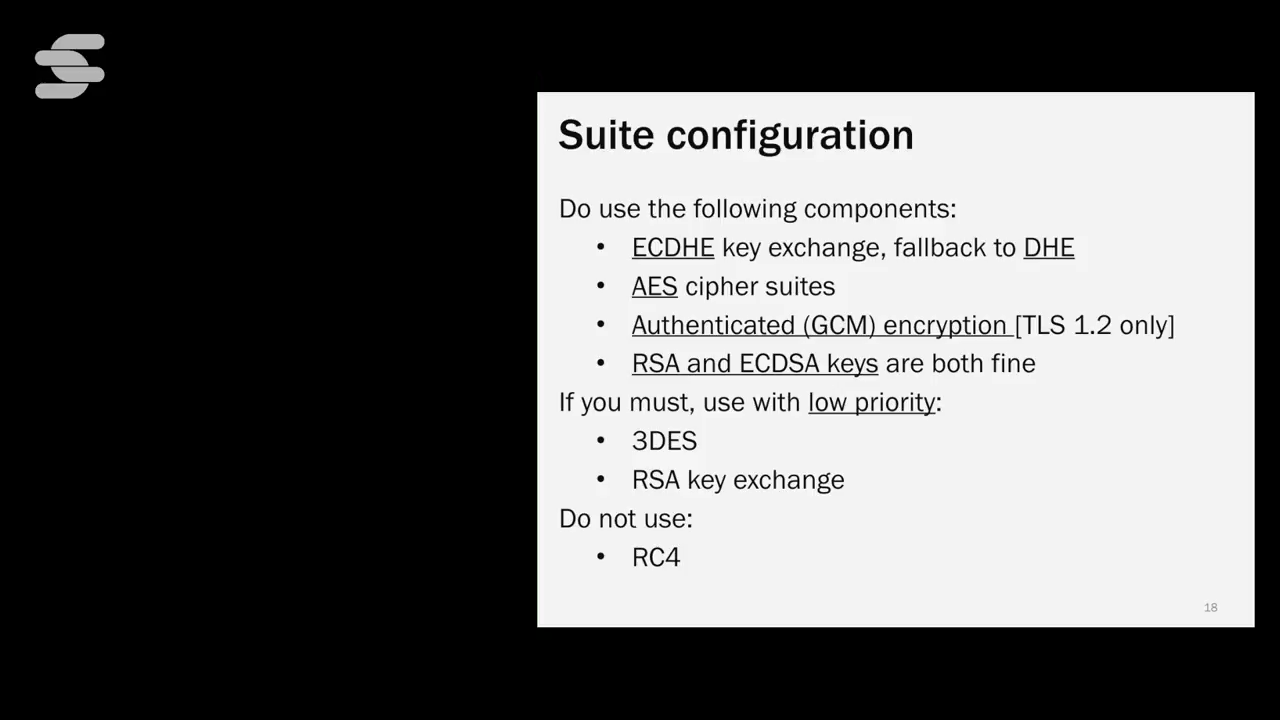 Suite configuration
Do use the following components:
• ECDHE key exchange, fallback to DHE
• AES cipher suites
• Authenticated (GCM) encryption [TLS 1.2 only]
• RSA and ECDSA keys are both fine
If you must, use with low priority:
• 3DES
• RSA key exchange
Do not use:
• RC4
18